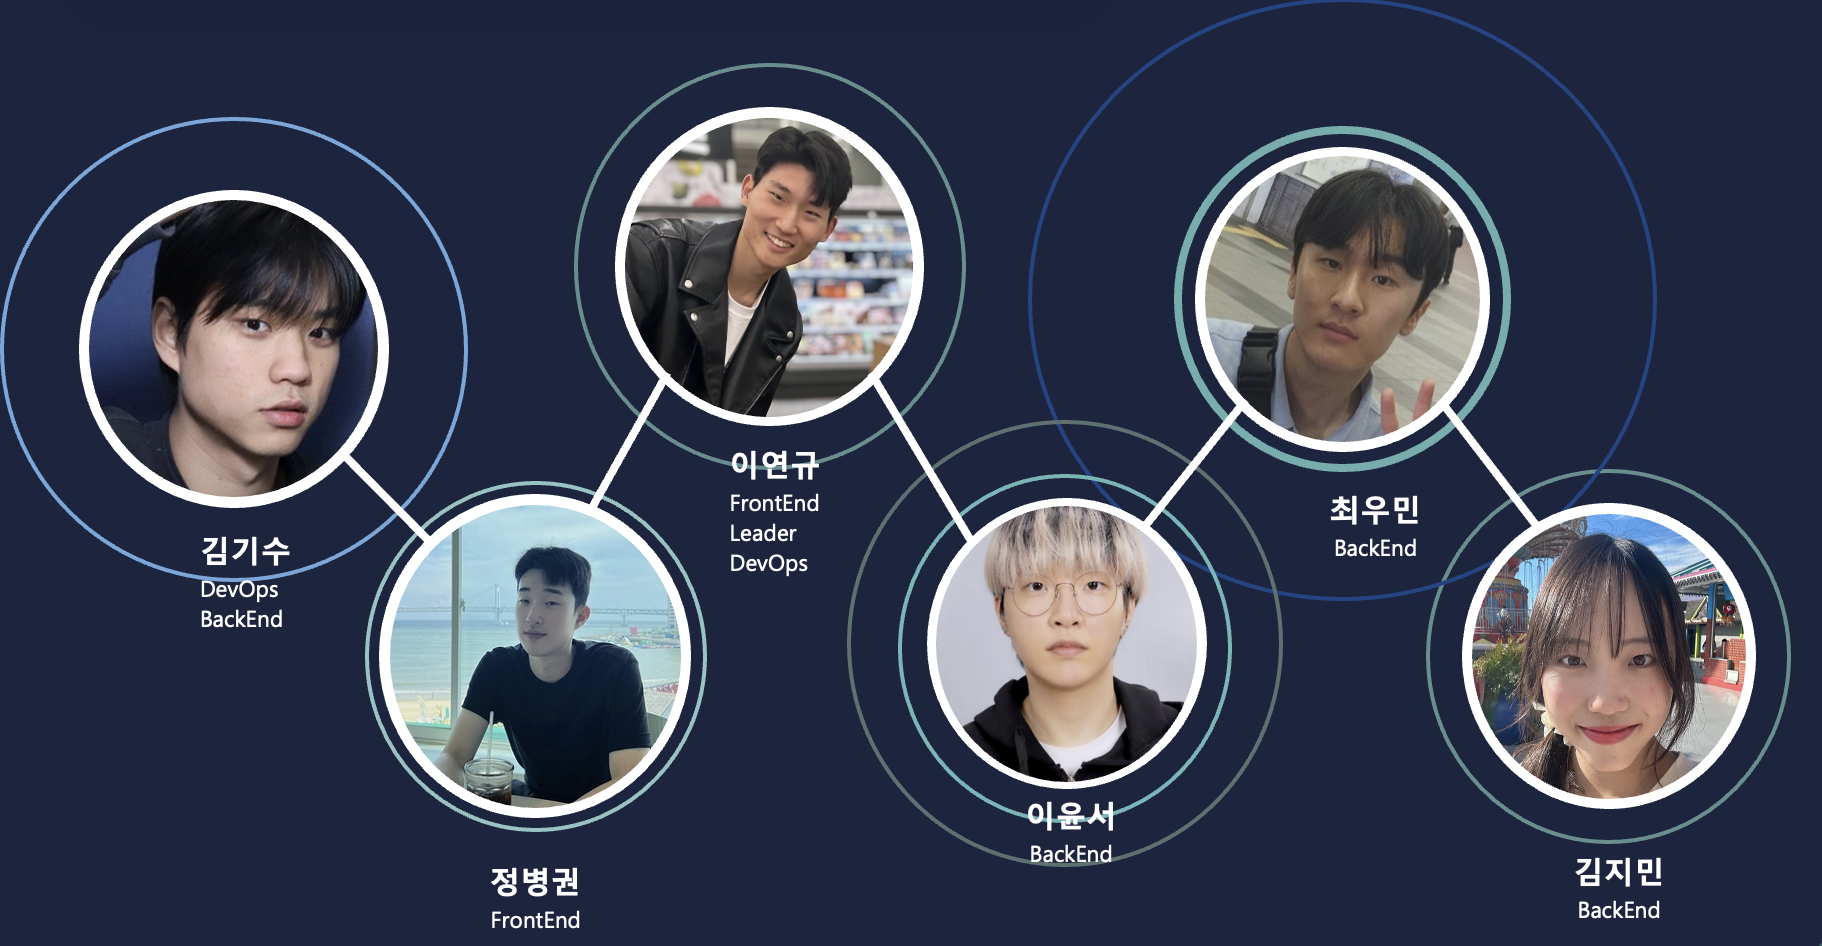 김기수
DevOps
BackEnd
정병권
FrontEnd
이연규
FrontEnd
Leader
DevOps
이윤서
BackEnd
최우민
BackEnd
김지민
BackEnd